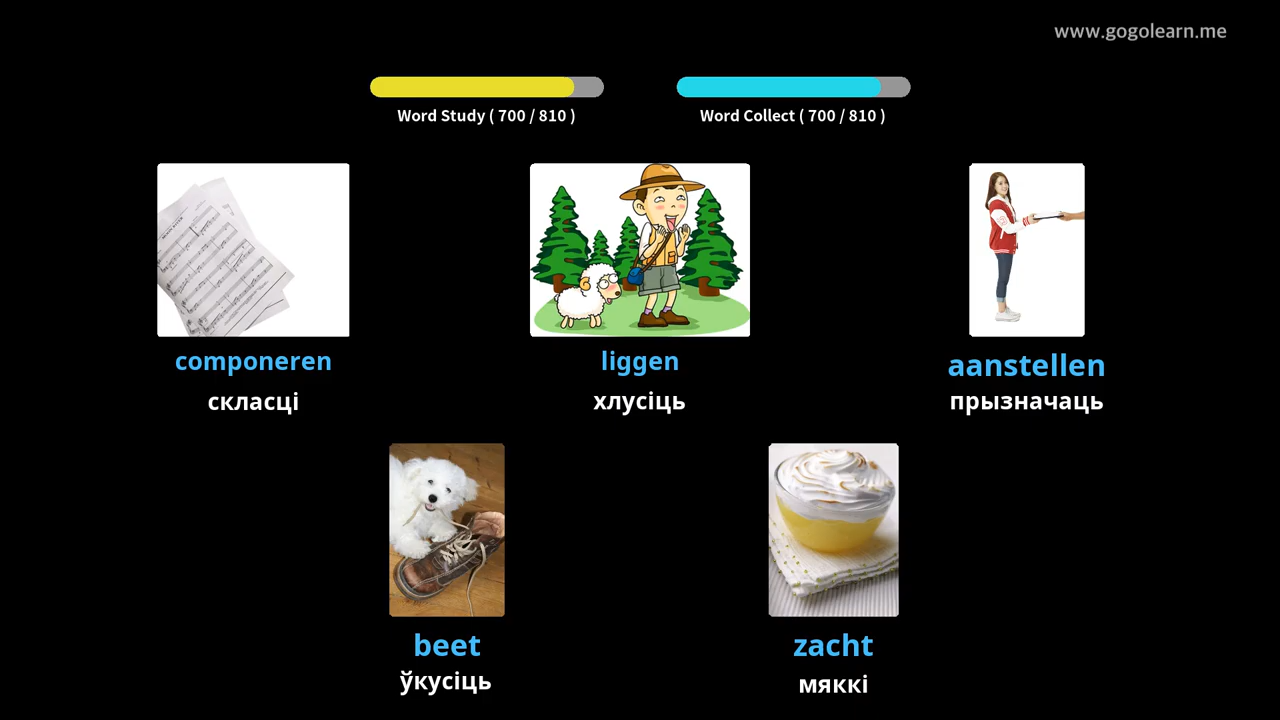 www.gogolearn.me
Word Study ( 700 / 810 )
Word Collect ( 700 / 810 )
componeren
скласці
liggen
хлусіць
aanstellen
прызначаць
beet
ўкусіць
zacht
мяккі